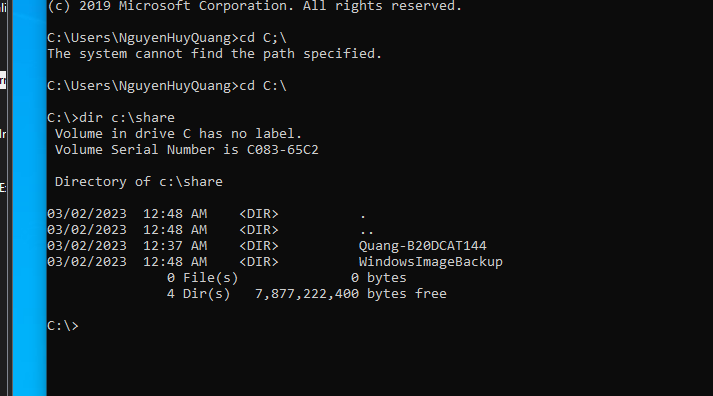 (c) 2019 Microsoft Corporation. All rights reserved.

C:\Users\NguyenHuyQuang>cd C;\
The system cannot find the path specified.

C:\Users\NguyenHuyQuang>cd C:\

C:\>dir c:\share
 Volume in drive C has no label.
 Volume Serial Number is C083-65C2

 Directory of c:\share

03/02/2023  12:48 AM    <DIR>          .
03/02/2023  12:48 AM    <DIR>          ..
03/02/2023  12:37 AM    <DIR>          Quang-B20DCAT144
03/02/2023  12:48 AM    <DIR>          WindowsImageBackup
               0 File(s)              0 bytes
               4 Dir(s)   7,877,222,400 bytes free

C:\>